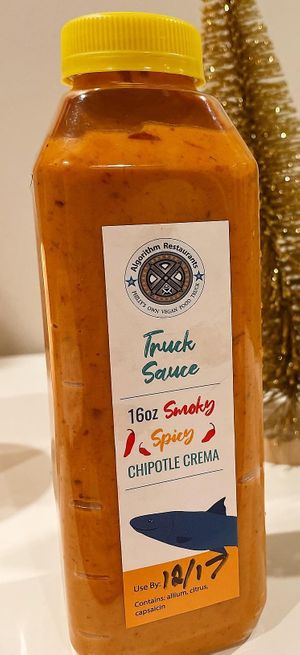 Algorithm Restaurants
PHILLY'S OWN VEGAN FOOD TRUCK
Truck
Sauce
16oz Smoky
Spicy
CHIPOTLE CREMA
Use By: 12/17
Contains: allium, citrus,
capsaicin